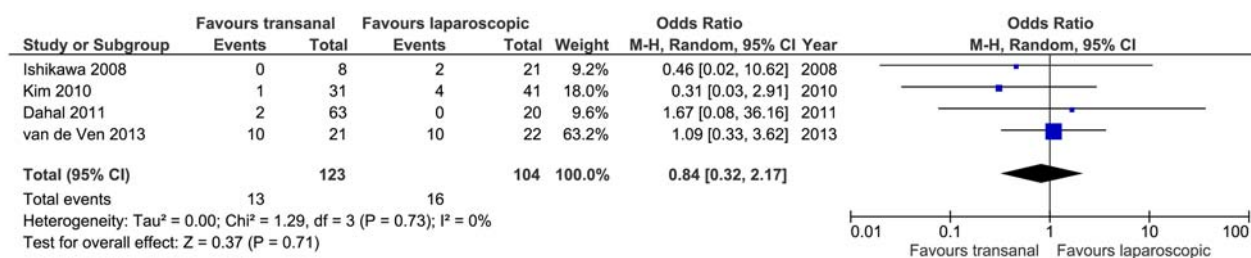 Favours transanal Favours laparoscopic Odds Ratio Odds Ratio
Study or Subgroup Events Total Events Total Weight M-H, Random, 95% CI Year M-H, Random, 95% CI
Ishikawa 2008 0 8 2 21 9.2% 0.46 [0.02, 10.62] 2008
Kim 2010 1 31 4 41 18.0% 0.31 [0.03, 2.91] 2010
Dahal 2011 2 63 0 20 9.6% 1.67 [0.08, 36.16] 2011
van de Ven 2013 10 21 10 22 63.2% 1.09 [0.33, 3.62] 2013
Total (95% CI) 123 104 100.0% 0.84 [0.32, 2.17]
Total events 13 16
Heterogeneity: Tau² = 0.00; Chi² = 1.29, df = 3 (P = 0.73); I² = 0%
Test for overall effect: Z = 0.37 (P = 0.71)
0.01 0.1 1 10 100
Favours transanal Favours laparoscopic